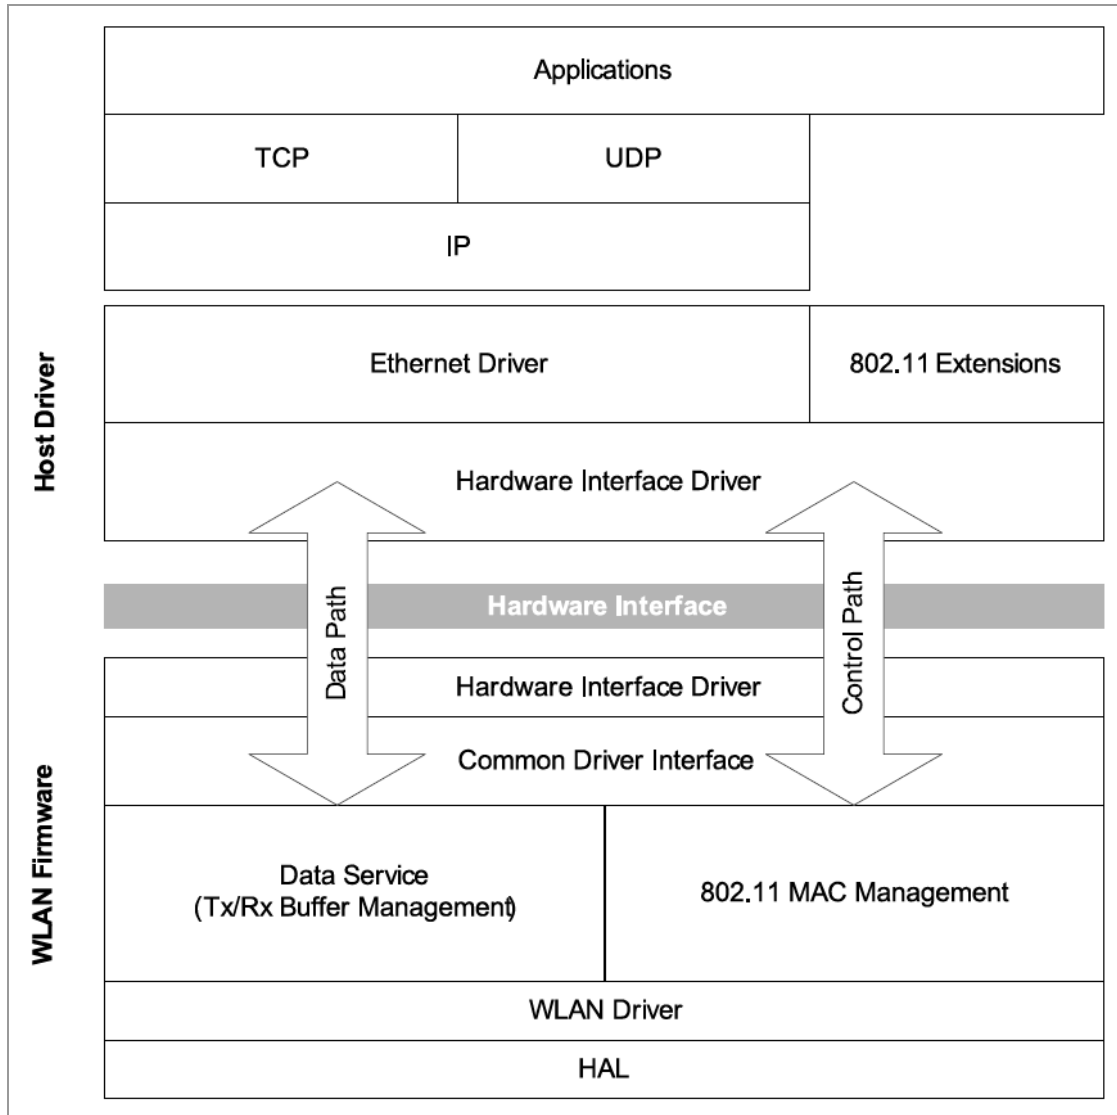 Applications
TCP
UDP
IP
Host Driver
Ethernet Driver
802.11 Extensions
Hardware Interface Driver
Data Path
Control Path
Hardware Interface
WLAN Firmware
Hardware Interface Driver
Common Driver Interface
Data Service
(Tx/Rx Buffer Management)
802.11 MAC Management
WLAN Driver
HAL